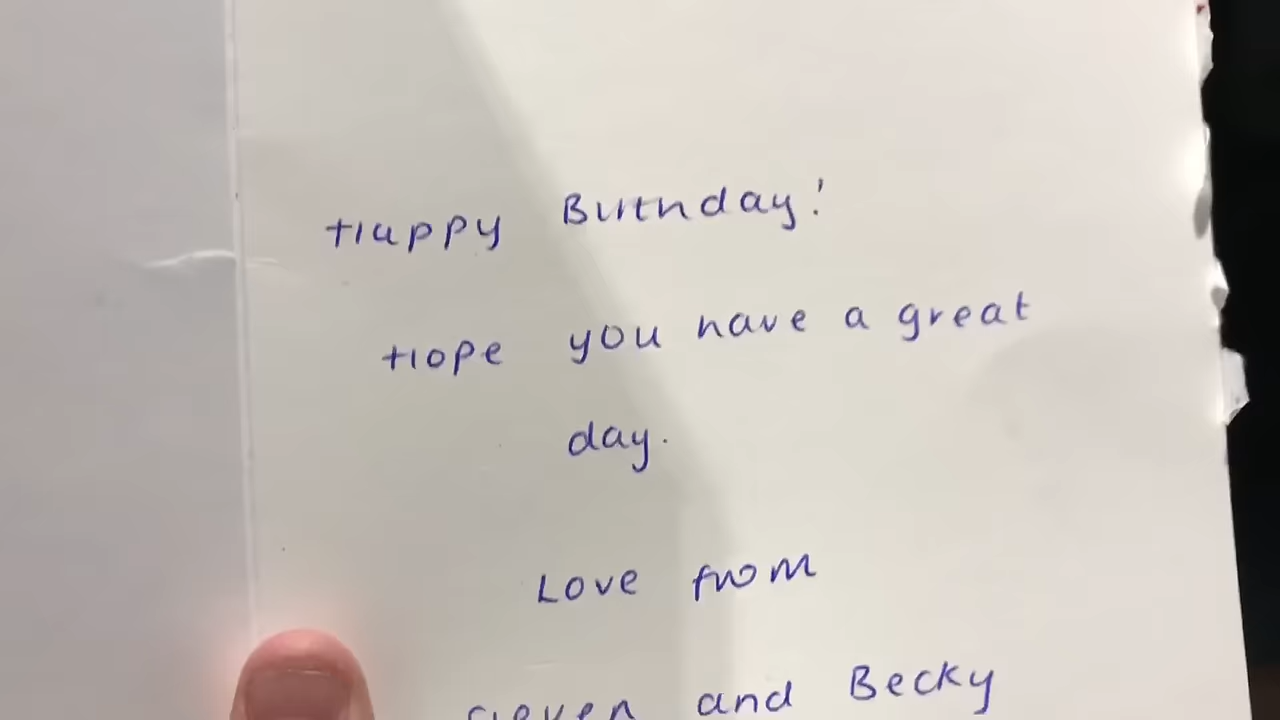 Happy Birthday!
Hope you have a great
day.
Love from
and Becky